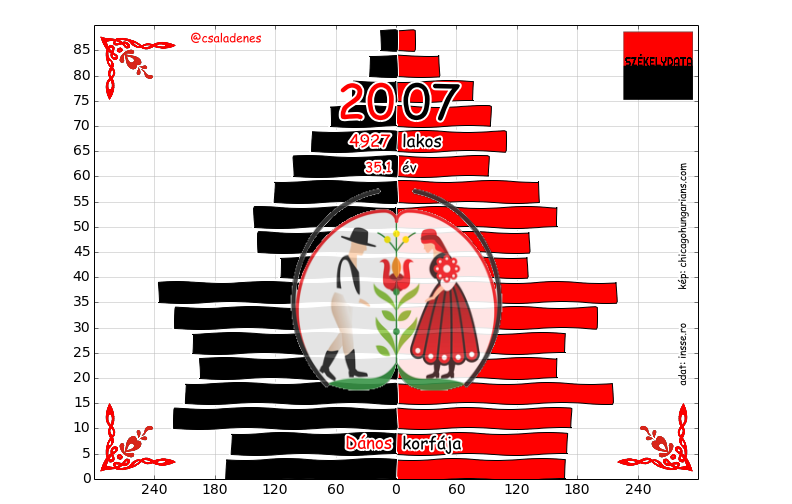 @csaladenes
SZÉKELYDATA
2007
4927 lakos
35.1 év
kép: chicagohungarians.com
adat: insse.ro
Dános korfája
85
80
75
70
65
60
55
50
45
40
35
30
25
20
15
10
5
0
240 180 120 60 0 60 120 180 240